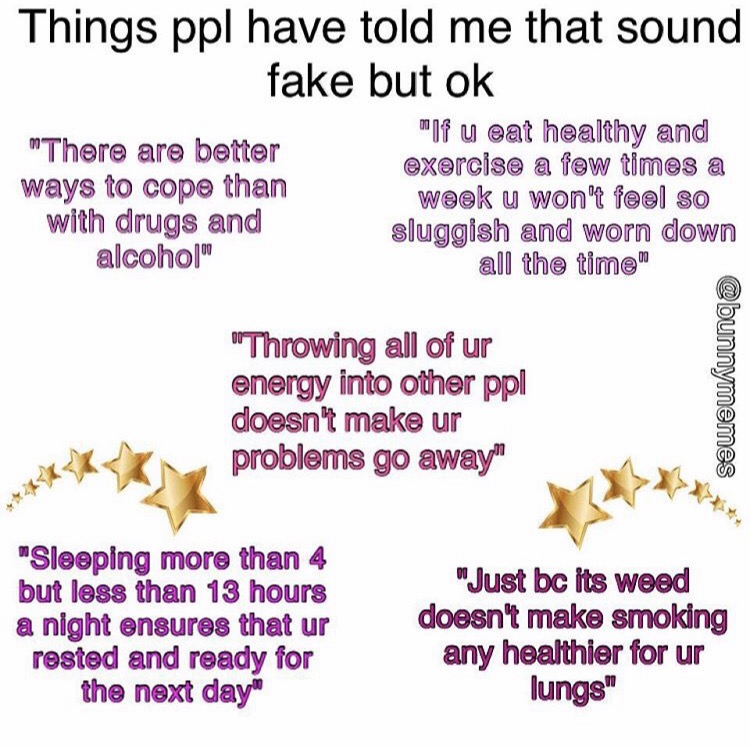 Things ppl have told me that sound
fake but ok
"There are better
ways to cope than
with drugs and
alcohol"
"If u eat healthy and
exercise a few times a
week u won't feel so
sluggish and worn down
all the time"
@bunnymemes
"Throwing all of ur
energy into other ppl
doesn't make ur
problems go away"
"Sleeping more than 4
but less than 13 hours
a night ensures that ur
rested and ready for
the next day"
"Just bc its weed
doesn't make smoking
any healthier for ur
lungs"